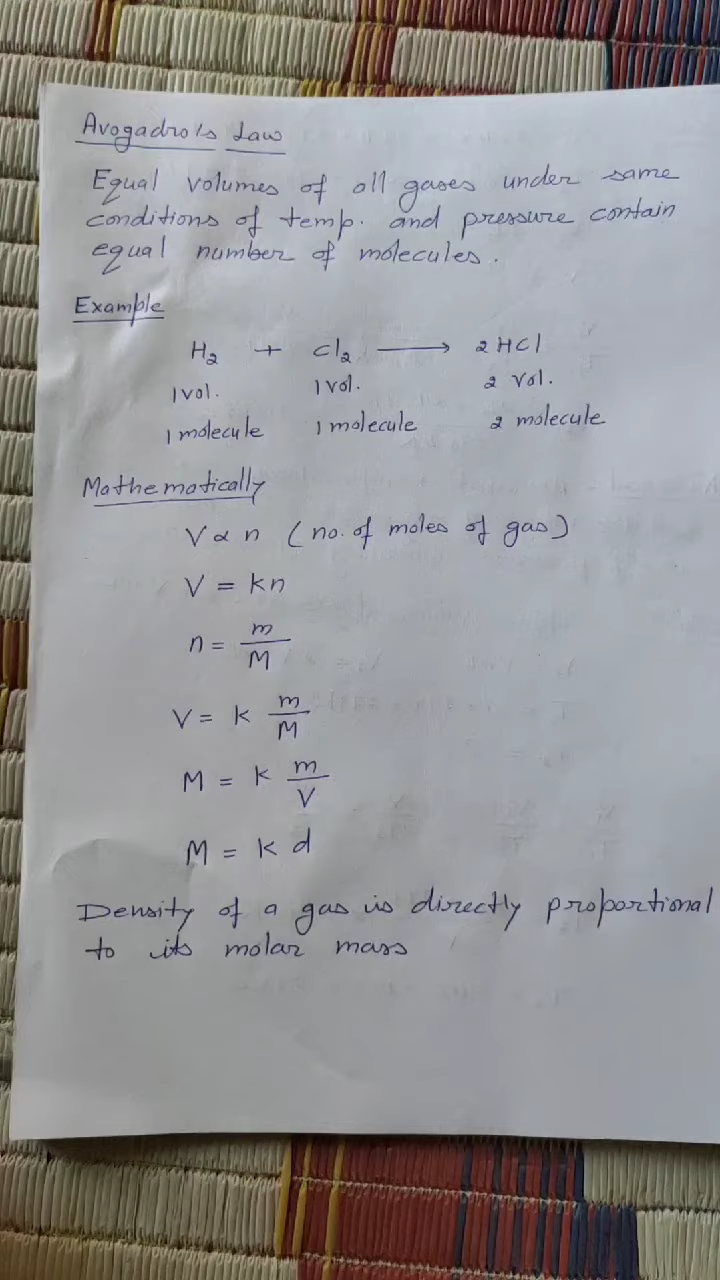 Avogadro's Law
Equal volumes of all gases under same
conditions of temp. and pressure contain
equal number of molecules.
Example
H₂ + Cl₂ ⟶ 2 HCl
1 vol. 1 vol. 2 vol.
1 molecule 1 molecule 2 molecule
Mathematically
V ∝ n (no. of moles of gas)
V = kn
n = m/M
V = k m/M
M = k m/V
M = k d
Density of a gas is directly proportional
to its molar mass